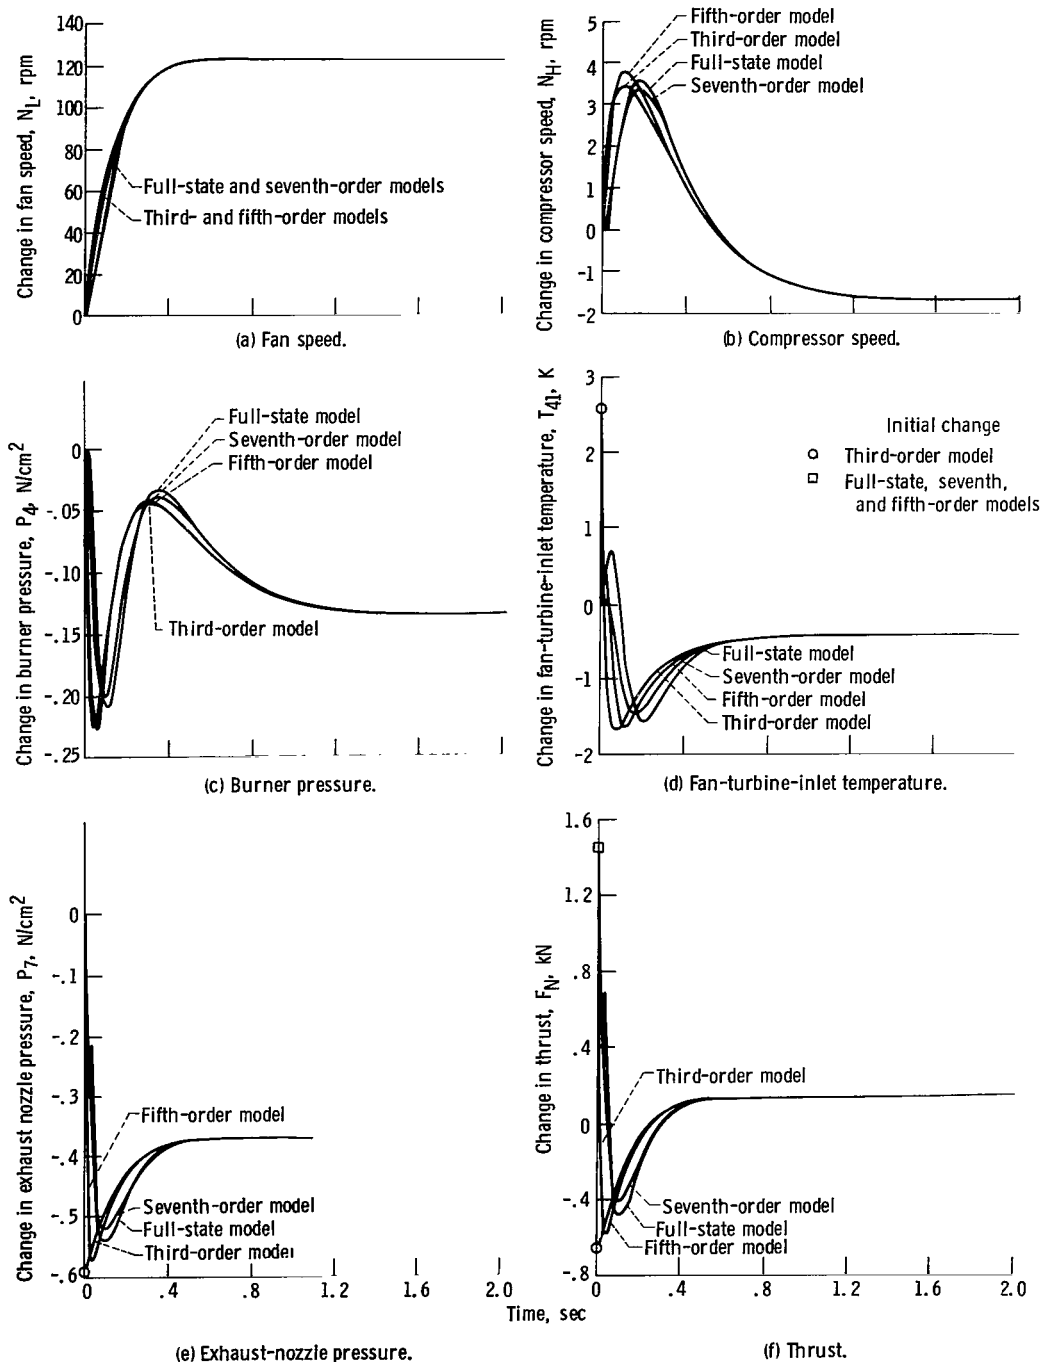 140
120
100
80
60
40
20
0
Change in fan speed, N_L, rpm
Full-state and seventh-order models
Third- and fifth-order models
(a) Fan speed.
5
4
3
2
1
0
-1
-2
Change in compressor speed, N_H, rpm
Fifth-order model
Third-order model
Full-state model
Seventh-order model
(b) Compressor speed.
0
-.05
-.10
-.15
-.20
-.25
Change in burner pressure, P_4, N/cm²
Full-state model
Seventh-order model
Fifth-order model
Third-order model
(c) Burner pressure.
3
2
1
0
-1
-2
Change in fan-turbine-inlet temperature, T_41, K
Initial change
Third-order model
Full-state, seventh,
and fifth-order models
Full-state model
Seventh-order model
Fifth-order model
Third-order model
(d) Fan-turbine-inlet temperature.
0
-.1
-.2
-.3
-.4
-.5
-.6
Change in exhaust nozzle pressure, P_7, N/cm²
Fifth-order model
Seventh-order model
Full-state model
Third-order model
0 .4 .8 1.2 1.6 2.0
(e) Exhaust-nozzle pressure.
1.6
1.2
.8
.4
0
-.4
-.8
Change in thrust, F_N, kN
Third-order model
Seventh-order model
Full-state model
Fifth-order model
0 .4 .8 1.2 1.6 2.0
Time, sec
(f) Thrust.